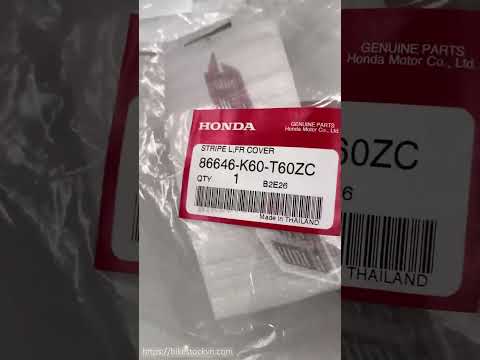 HONDA
GENUINE PARTS
Honda Motor Co., Ltd.
STRIPE L,FR COVER
86646-K60-T60ZC
QTY 1 B2E26
Made in THAILAND
GENUINE PARTS
Honda Motor Co., Ltd.
60ZC
THAILAND
https://bikestockvn.com